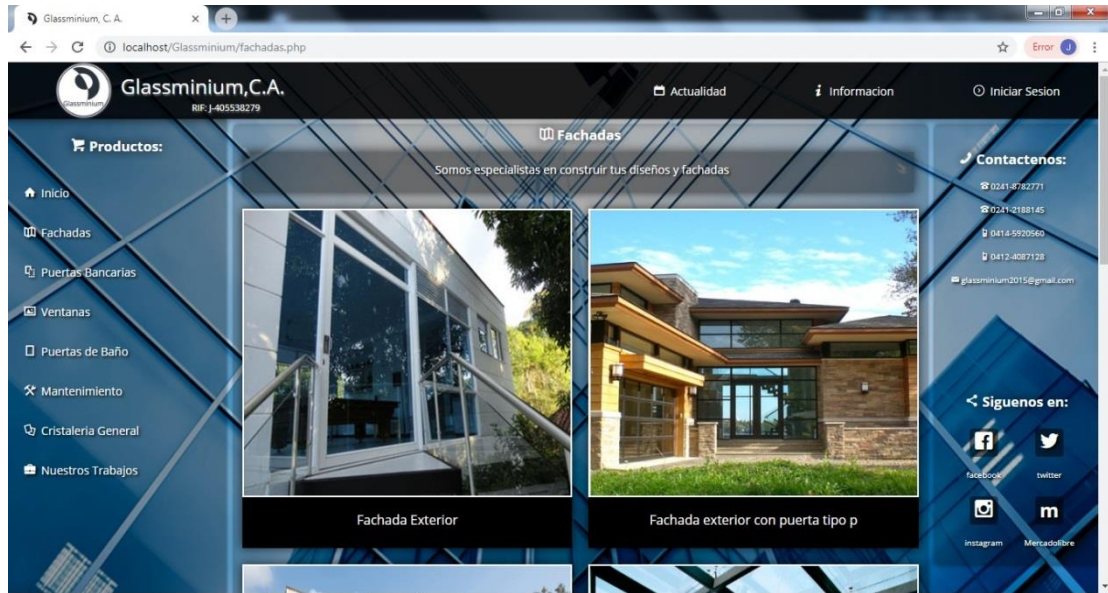 Glassminium, C. A.
localhost/Glassminium/fachadas.php
Error J
Glassminium
Glassminium,C.A.
RIF: J-405538279
Actualidad
Informacion
Iniciar Sesion
Productos:
Inicio
Fachadas
Puertas Bancarias
Ventanas
Puertas de Baño
Mantenimiento
Cristaleria General
Nuestros Trabajos
Fachadas
Somos especialistas en construir tus diseños y fachadas
Fachada Exterior
Fachada exterior con puerta tipo p
Contactenos:
0241-8782771
0241-2188145
0414-5920560
0412-4087128
glassminium2015@gmail.com
Siguenos en:
facebook
twitter
m
instagram
Mercadolibre